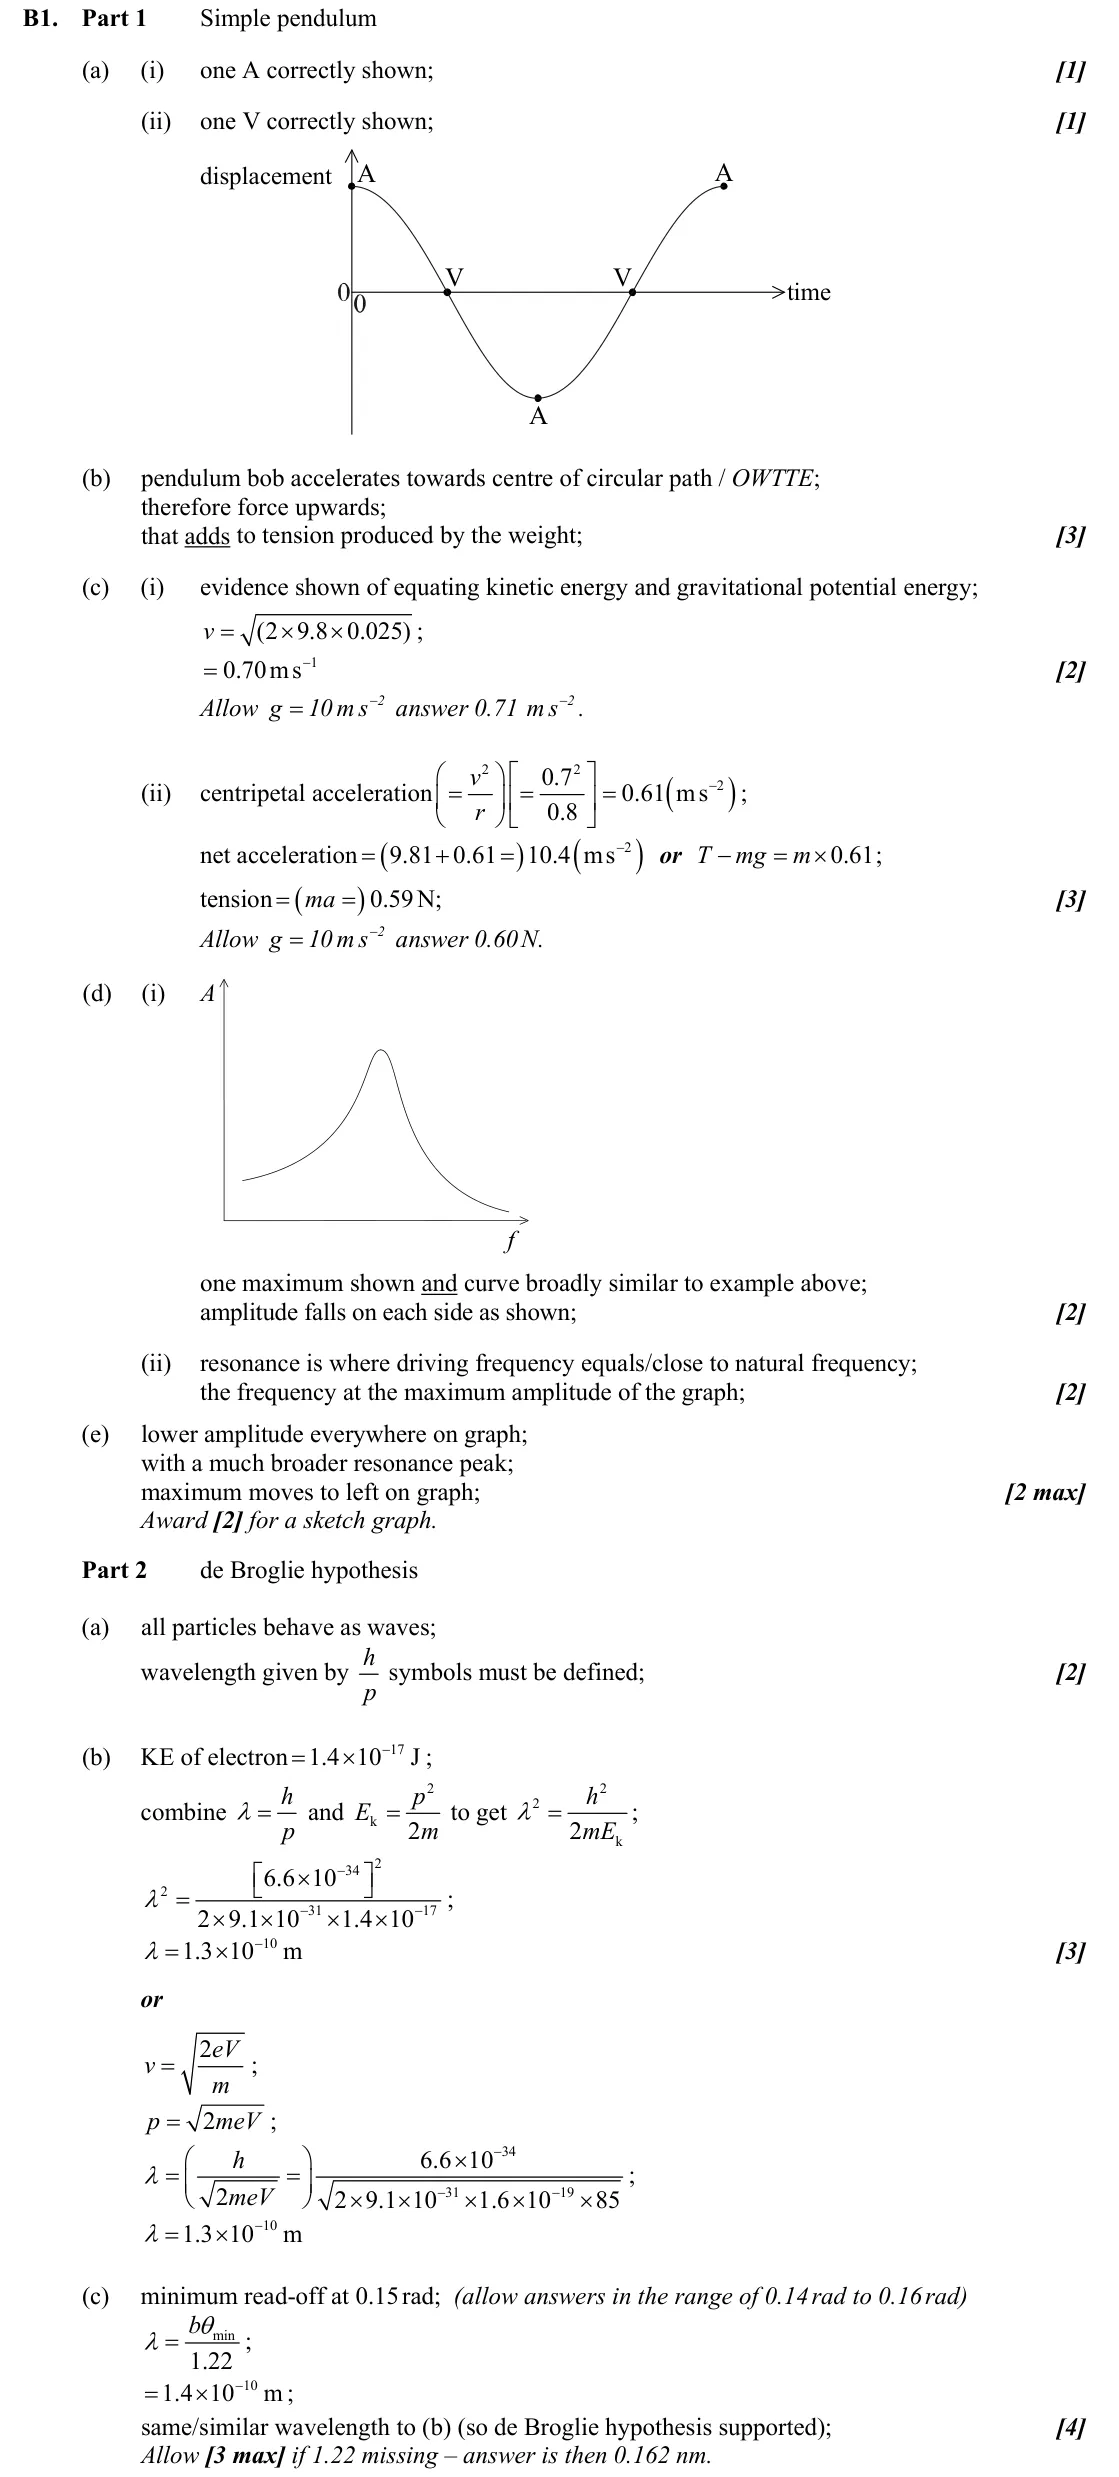 B1. Part 1 Simple pendulum
(a) (i) one A correctly shown; [1]
(ii) one V correctly shown; [1]
displacement A A
V V
0 0 time
A
(b) pendulum bob accelerates towards centre of circular path / OWTTE;
therefore force upwards;
that adds to tension produced by the weight; [3]
(c) (i) evidence shown of equating kinetic energy and gravitational potential energy;
v = √(2×9.8×0.025) ;
= 0.70 m s⁻¹ [2]
Allow g = 10 m s⁻² answer 0.71 m s⁻².
(ii) centripetal acceleration (= v²/r) [= 0.7²/0.8] = 0.61 (m s⁻²) ;
net acceleration = (9.81 + 0.61 =) 10.4 (m s⁻²) or T − mg = m × 0.61;
tension = (ma =) 0.59 N; [3]
Allow g = 10 m s⁻² answer 0.60 N.
(d) (i) A
f
one maximum shown and curve broadly similar to example above;
amplitude falls on each side as shown; [2]
(ii) resonance is where driving frequency equals/close to natural frequency;
the frequency at the maximum amplitude of the graph; [2]
(e) lower amplitude everywhere on graph;
with a much broader resonance peak;
maximum moves to left on graph; [2 max]
Award [2] for a sketch graph.
Part 2 de Broglie hypothesis
(a) all particles behave as waves;
wavelength given by h/p symbols must be defined; [2]
(b) KE of electron = 1.4×10⁻¹⁷ J ;
combine λ = h/p and Eₖ = p²/2m to get λ² = h²/2mEₖ ;
λ² = [6.6×10⁻³⁴]² / 2×9.1×10⁻³¹×1.4×10⁻¹⁷ ;
λ = 1.3×10⁻¹⁰ m [3]
or
v = √(2eV/m) ;
p = √(2meV) ;
λ = (h/√(2meV) =) 6.6×10⁻³⁴ / √(2×9.1×10⁻³¹×1.6×10⁻¹⁹×85) ;
λ = 1.3×10⁻¹⁰ m
(c) minimum read-off at 0.15 rad; (allow answers in the range of 0.14 rad to 0.16 rad)
λ = bθmin/1.22 ;
= 1.4×10⁻¹⁰ m ;
same/similar wavelength to (b) (so de Broglie hypothesis supported); [4]
Allow [3 max] if 1.22 missing – answer is then 0.162 nm.